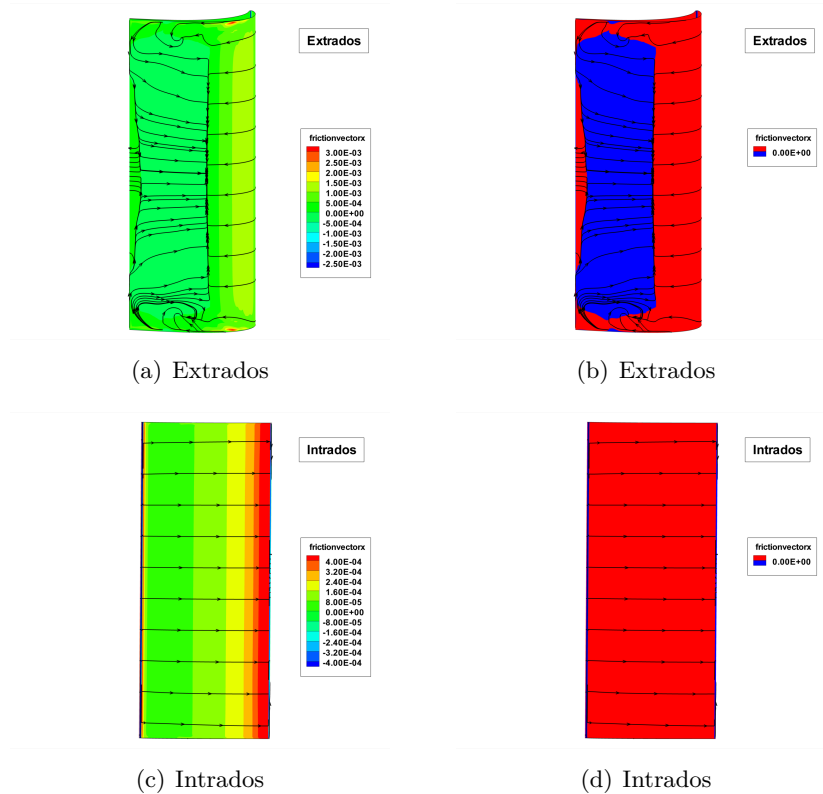 Extrados
frictionvectorx
3.00E-03
2.50E-03
2.00E-03
1.50E-03
1.00E-03
5.00E-04
0.00E+00
-5.00E-04
-1.00E-03
-1.50E-03
-2.00E-03
-2.50E-03
(a) Extrados
Extrados
frictionvectorx
0.00E+00
(b) Extrados
Intrados
frictionvectorx
4.00E-04
3.20E-04
2.40E-04
1.60E-04
8.00E-05
0.00E+00
-8.00E-05
-1.60E-04
-2.40E-04
-3.20E-04
-4.00E-04
(c) Intrados
Intrados
frictionvectorx
0.00E+00
(d) Intrados